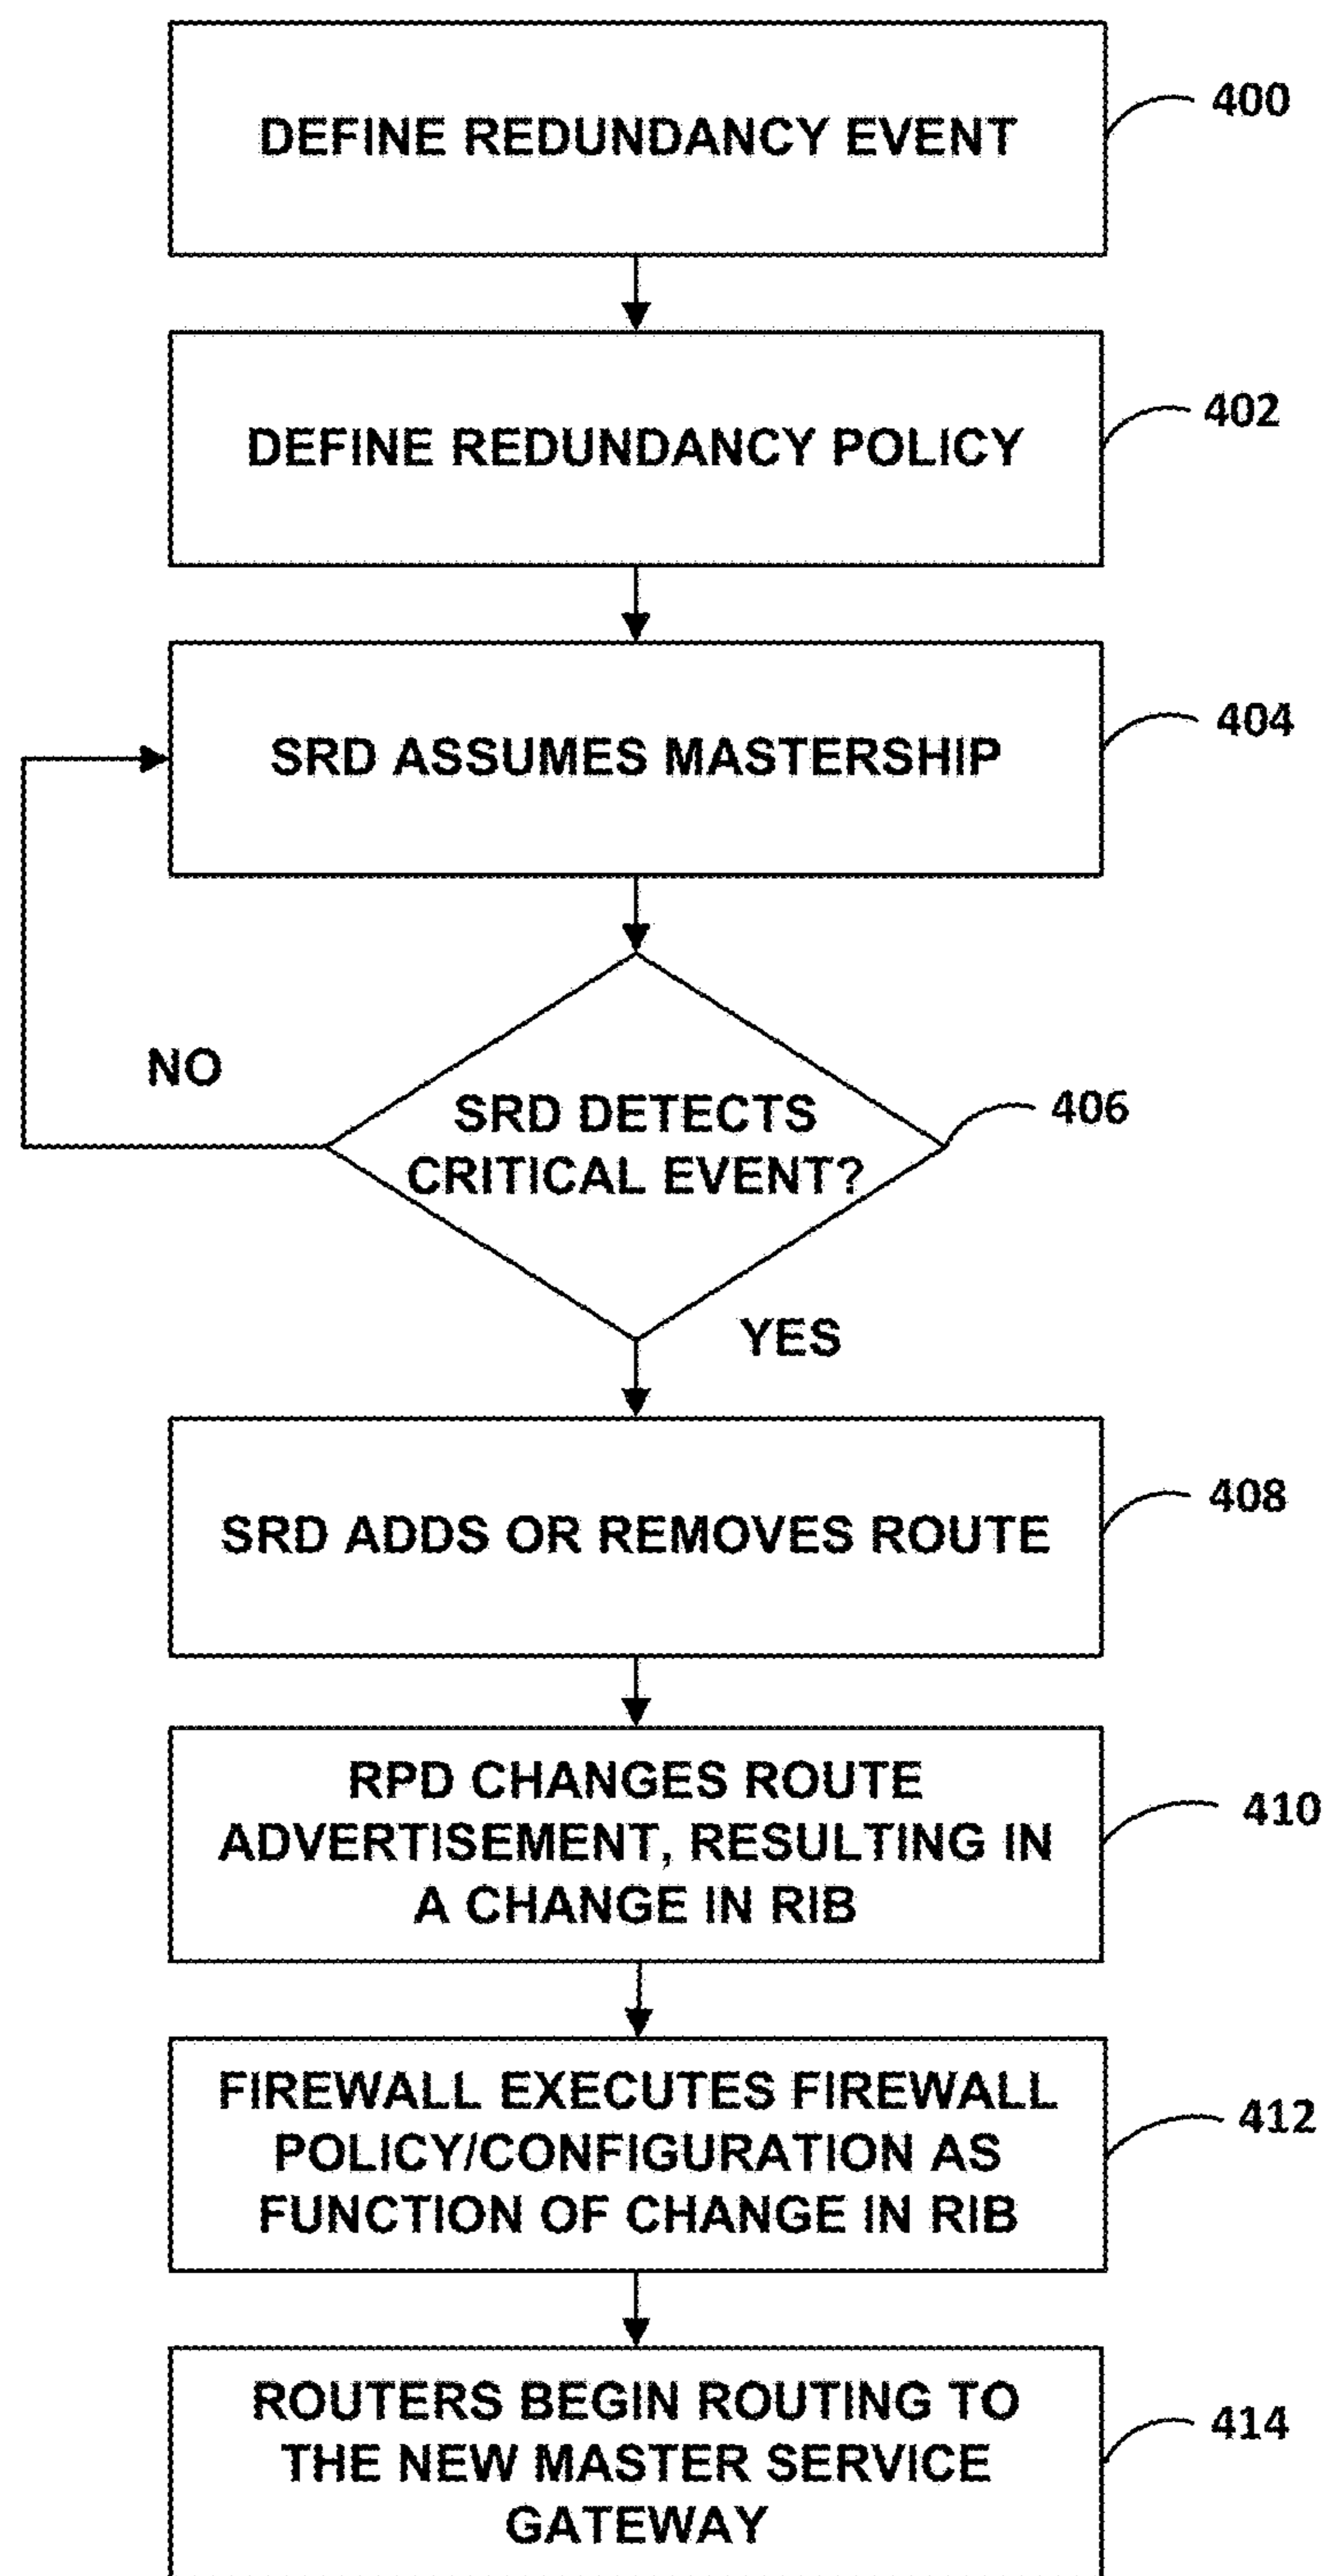 DEFINE REDUNDANCY EVENT
400
DEFINE REDUNDANCY POLICY
402
SRD ASSUMES MASTERSHIP
404
NO
SRD DETECTS
CRITICAL EVENT?
406
YES
SRD ADDS OR REMOVES ROUTE
408
RPD CHANGES ROUTE
ADVERTISEMENT, RESULTING IN
A CHANGE IN RIB
410
FIREWALL EXECUTES FIREWALL
POLICY/CONFIGURATION AS
FUNCTION OF CHANGE IN RIB
412
ROUTERS BEGIN ROUTING TO
THE NEW MASTER SERVICE
GATEWAY
414